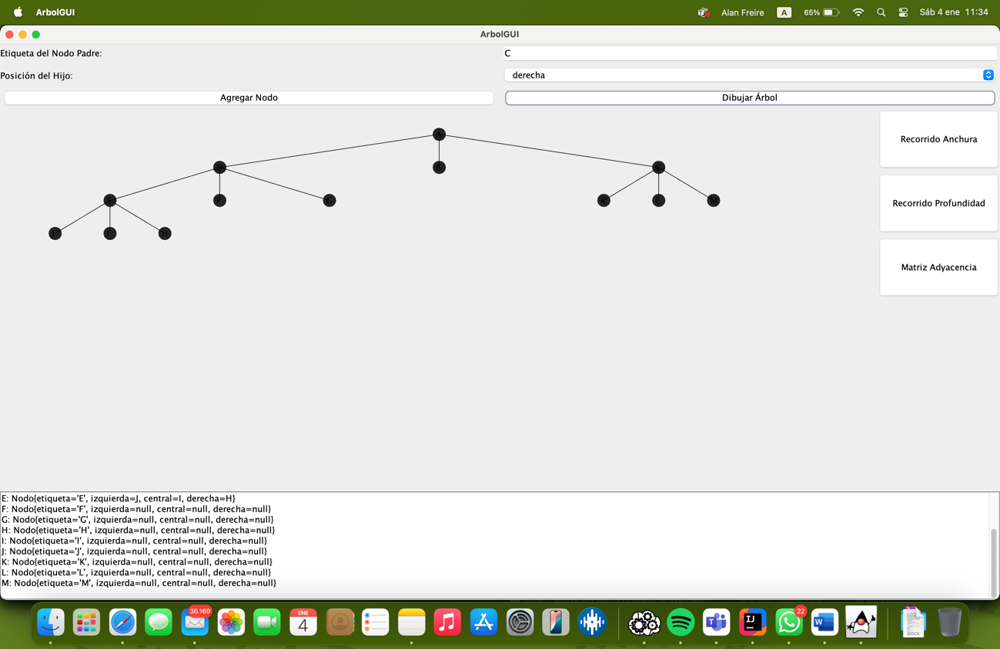 ArbolGUI
Alan Freire
A
65%
Sáb 4 ene 11:34
ArbolGUI
Etiqueta del Nodo Padre:
C
Posición del Hijo:
derecha
Agregar Nodo
Dibujar Árbol
A
D
B
C
E
F
G
K
L
M
J
I
H
Recorrido Anchura
Recorrido Profundidad
Matriz Adyacencia
E: Nodo{etiqueta='E', izquierda=J, central=I, derecha=H}
F: Nodo{etiqueta='F', izquierda=null, central=null, derecha=null}
G: Nodo{etiqueta='G', izquierda=null, central=null, derecha=null}
H: Nodo{etiqueta='H', izquierda=null, central=null, derecha=null}
I: Nodo{etiqueta='I', izquierda=null, central=null, derecha=null}
J: Nodo{etiqueta='J', izquierda=null, central=null, derecha=null}
K: Nodo{etiqueta='K', izquierda=null, central=null, derecha=null}
L: Nodo{etiqueta='L', izquierda=null, central=null, derecha=null}
M: Nodo{etiqueta='M', izquierda=null, central=null, derecha=null}
36.169
ENE
4
IJ
22
W